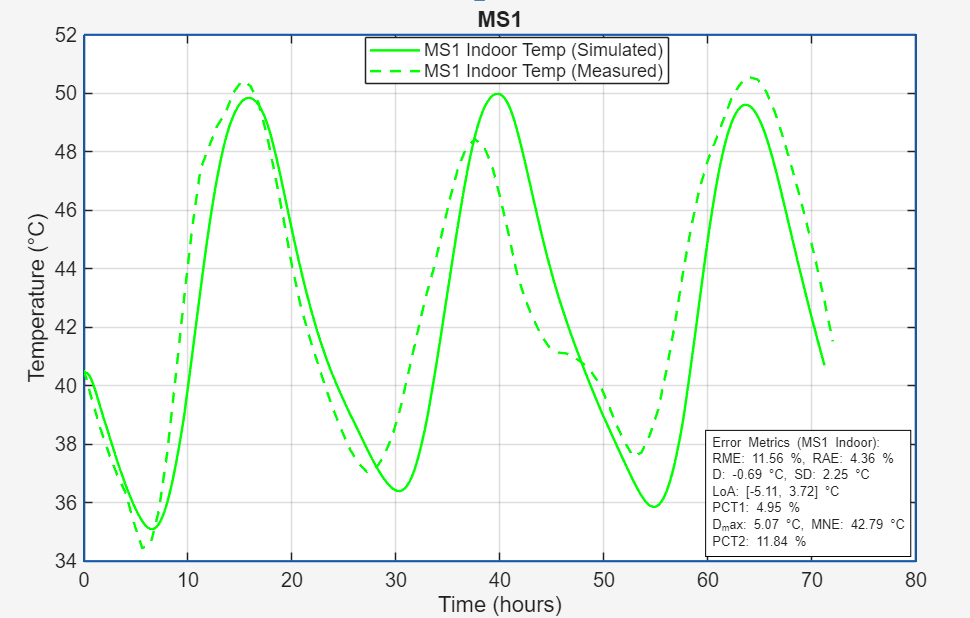 MS1
MS1 Indoor Temp (Simulated)
MS1 Indoor Temp (Measured)
52
50
48
46
44
42
40
38
36
34
Temperature (°C)
Error Metrics (MS1 Indoor):
RME: 11.56 %, RAE: 4.36 %
D: -0.69 °C, SD: 2.25 °C
LoA: [-5.11, 3.72] °C
PCT1: 4.95 %
Dmax: 5.07 °C, MNE: 42.79 °C
PCT2: 11.84 %
0 10 20 30 40 50 60 70 80
Time (hours)